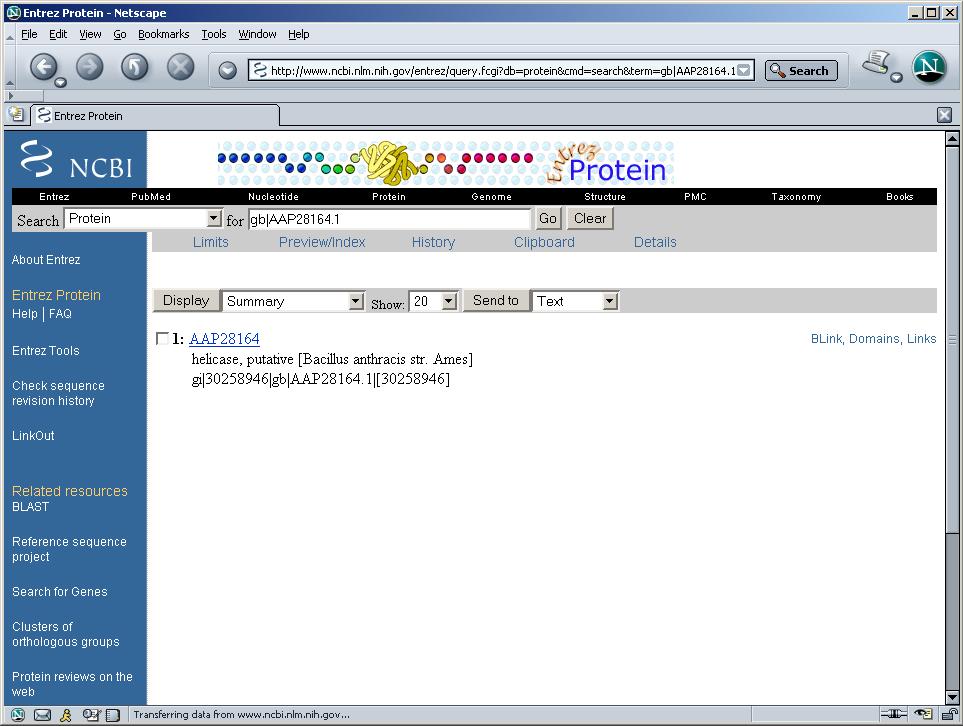 Entrez Protein - Netscape
File Edit View Go Bookmarks Tools Window Help
http://www.ncbi.nlm.nih.gov/entrez/query.fcgi?db=protein&cmd=search&term=gb|AAP28164.1 Search N
Entrez Protein
NCBI Entrez Protein
Entrez PubMed Nucleotide Protein Genome Structure PMC Taxonomy Books
Search Protein for gb|AAP28164.1 Go Clear
Limits Preview/Index History Clipboard Details
About Entrez
Entrez Protein
Help | FAQ
Entrez Tools
Check sequence
revision history
LinkOut
Related resources
BLAST
Reference sequence
project
Search for Genes
Clusters of
orthologous groups
Protein reviews on the
web
Display Summary Show: 20 Send to Text
1: AAP28164 BLink, Domains, Links
helicase, putative [Bacillus anthracis str. Ames]
gi|30258946|gb|AAP28164.1|[30258946]
Transferring data from www.ncbi.nlm.nih.gov...